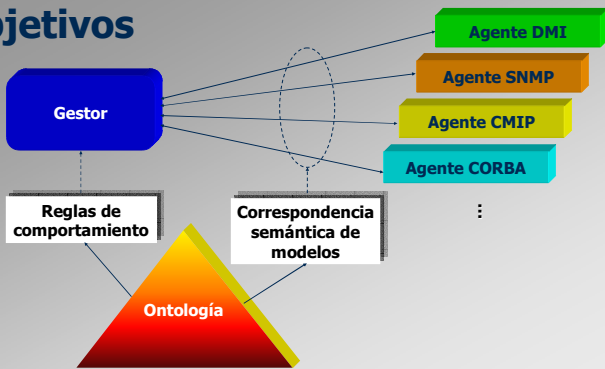 jetivos
Agente DMI
Agente SNMP
Gestor
Agente CMIP
Agente CORBA
Reglas de
comportamiento
Correspondencia
semántica de
modelos
...
Ontología